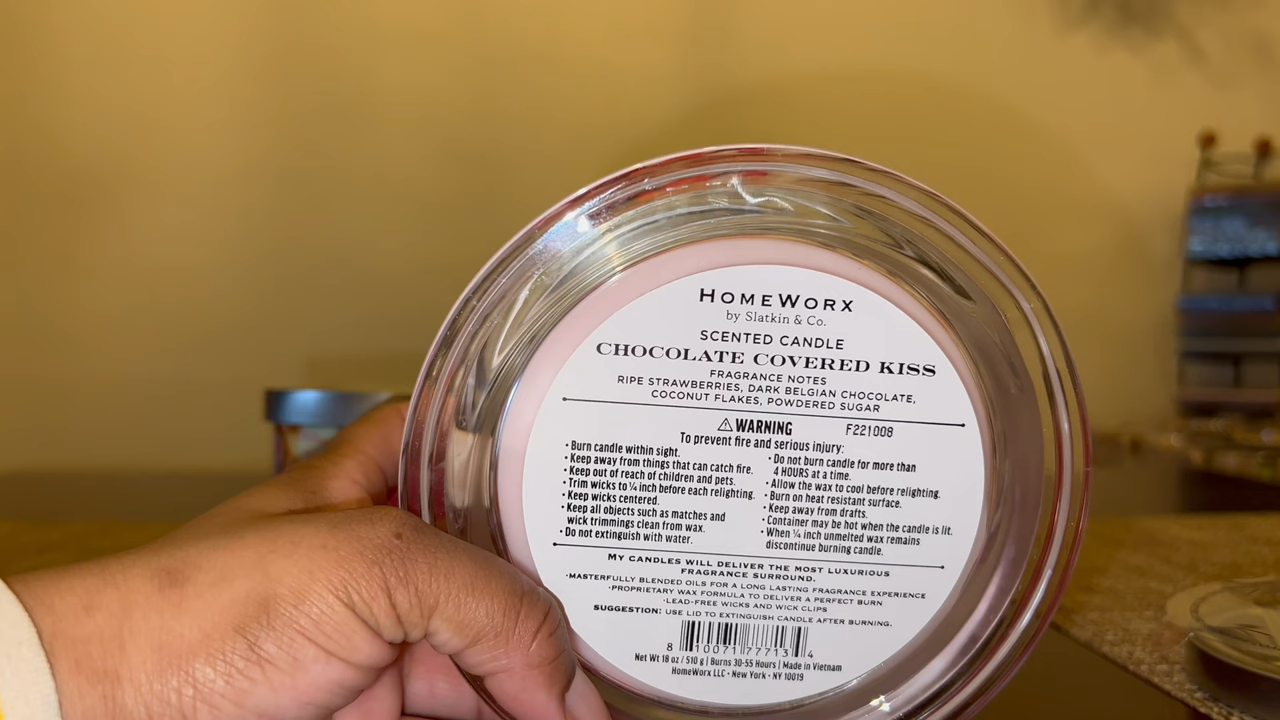 HOMEWORX
by Slatkin & Co.
SCENTED CANDLE
CHOCOLATE COVERED KISS
FRAGRANCE NOTES
RIPE STRAWBERRIES, DARK BELGIAN CHOCOLATE,
COCONUT FLAKES, POWDERED SUGAR
⚠WARNING
F221008
To prevent fire and serious injury:
• Burn candle within sight.
• Keep away from things that can catch fire.
• Keep out of reach of children and pets.
• Trim wicks to ¼ inch before each relighting.
• Keep wicks centered.
• Keep all objects such as matches and
wick trimmings clean from wax.
• Do not extinguish with water.
• Do not burn candle for more than
4 HOURS at a time.
• Allow the wax to cool before relighting.
• Burn on heat resistant surface.
• Keep away from drafts.
• Container may be hot when the candle is lit.
• When ¼ inch unmelted wax remains
discontinue burning candle.
MY CANDLES WILL DELIVER THE MOST LUXURIOUS
FRAGRANCE SURROUND.
•MASTERFULLY BLENDED OILS FOR A LONG LASTING FRAGRANCE EXPERIENCE
•PROPRIETARY WAX FORMULA TO DELIVER A PERFECT BURN
•LEAD-FREE WICKS AND WICK CLIPS
SUGGESTION: USE LID TO EXTINGUISH CANDLE AFTER BURNING.
8 10071 77713 4
Net Wt 18 oz / 510 g | Burns 30-55 Hours | Made in Vietnam
HomeWorx LLC • New York • NY 10019